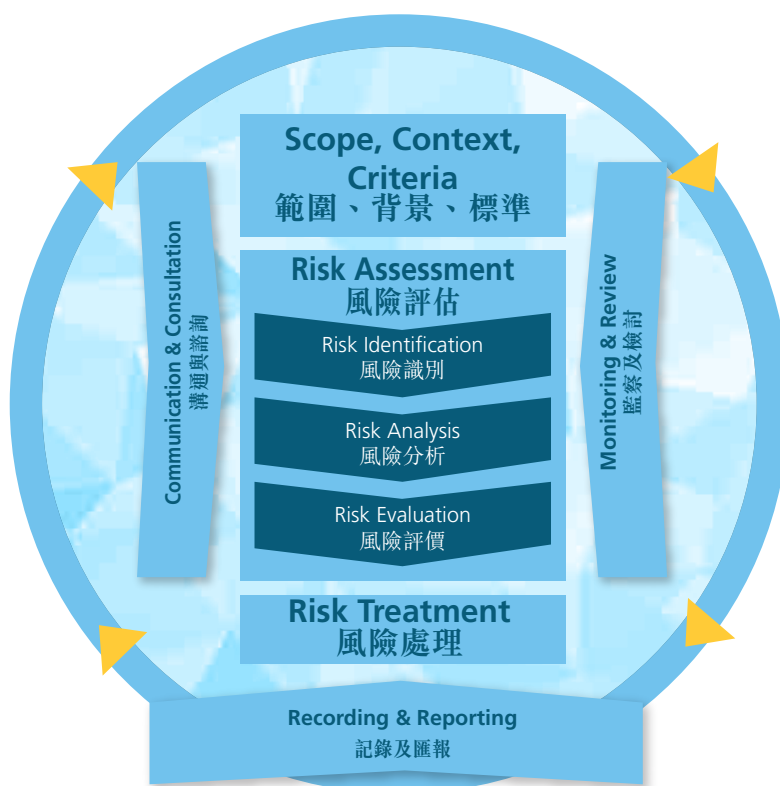 Scope, Context,
Criteria
範圍、背景、標準
Communication & Consultation
溝通與諮詢
Risk Assessment
風險評估
Risk Identification
風險識別
Risk Analysis
風險分析
Risk Evaluation
風險評價
Monitoring & Review
監察及檢討
Risk Treatment
風險處理
Recording & Reporting
記錄及匯報